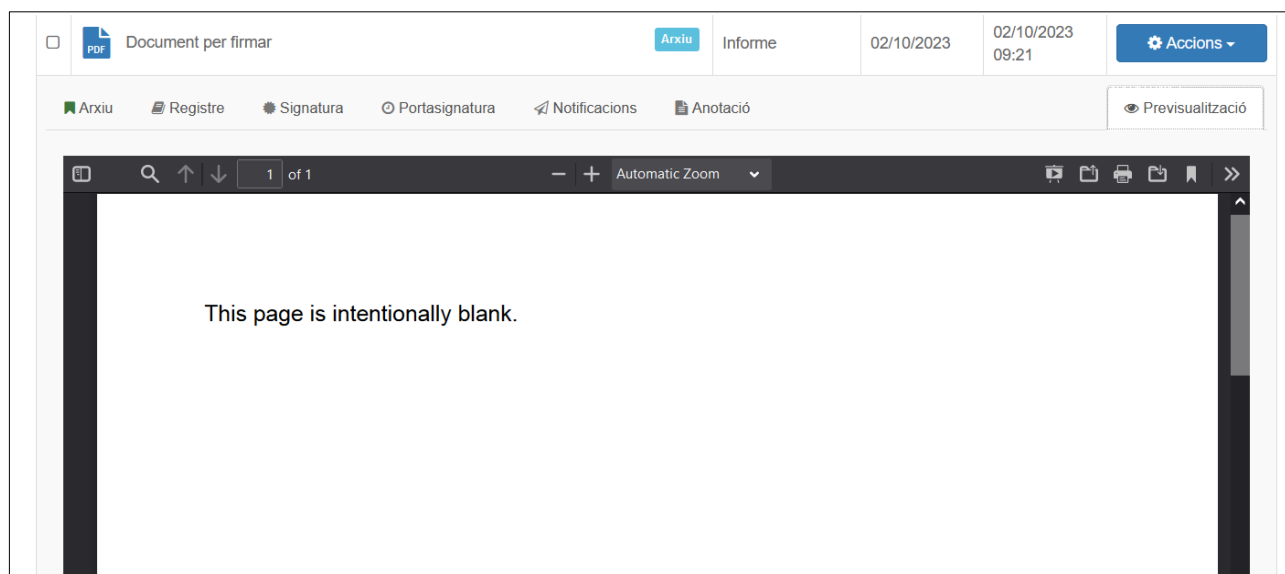 PDF Document per firmar Arxiu Informe 02/10/2023 02/10/2023 09:21 Accions
Arxiu Registre Signatura Portasignatura Notificacions Anotació Previsualització
1 of 1 Automatic Zoom
This page is intentionally blank.